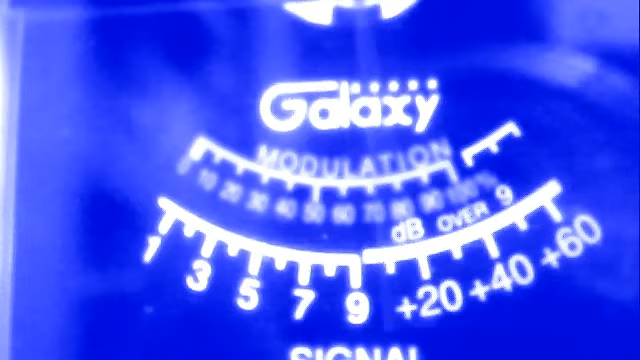 Galaxy
MODULATION
10 20 30 40 50 60 70 80 90 100%
dB OVER 9
1 3 5 7 9 +20 +40 +60
SIGNAL